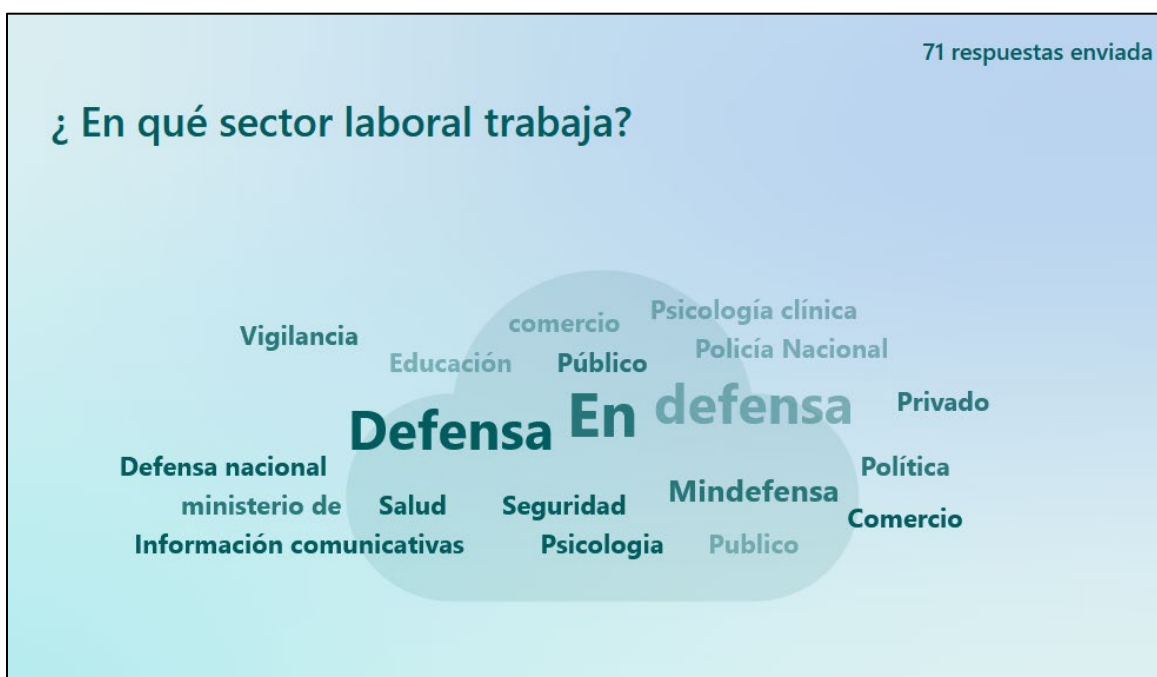 71 respuestas enviada
¿ En qué sector laboral trabaja?
Psicología clínica
comercio
Vigilancia
Policía Nacional
Educación
Público
defensa
Privado
En
Defensa
Defensa nacional
Política
Mindefensa
ministerio de
Salud
Seguridad
Comercio
Información comunicativas
Psicologia
Publico